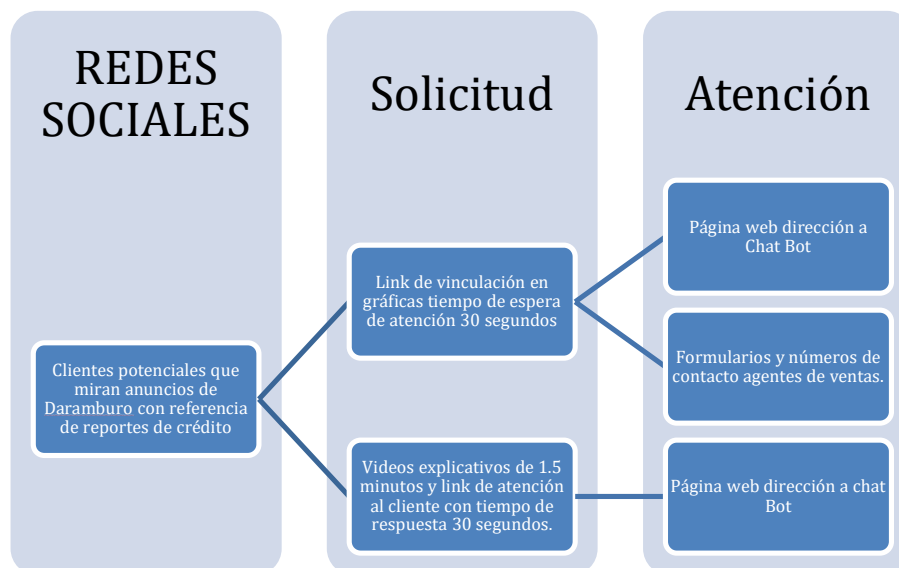 REDES
SOCIALES
Clientes potenciales que
miran anuncios de
Daramburo con referencia
de reportes de crédito
Solicitud
Link de vinculación en
gráficas tiempo de espera
de atención 30 segundos
Videos explicativos de 1.5
minutos y link de atención
al cliente con tiempo de
respuesta 30 segundos.
Atención
Página web dirección a
Chat Bot
Formularios y números de
contacto agentes de ventas.
Página web dirección a chat
Bot